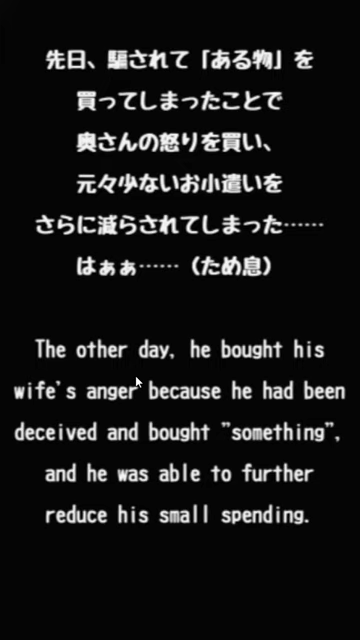 先日、騙されて「ある物」を
買ってしまったことで
奥さんの怒りを買い、
元々少ないお小遣いを
さらに減らされてしまった……
はぁぁ……（ため息）
The other day, he bought his
wife's anger because he had been
deceived and bought "something",
and he was able to further
reduce his small spending.